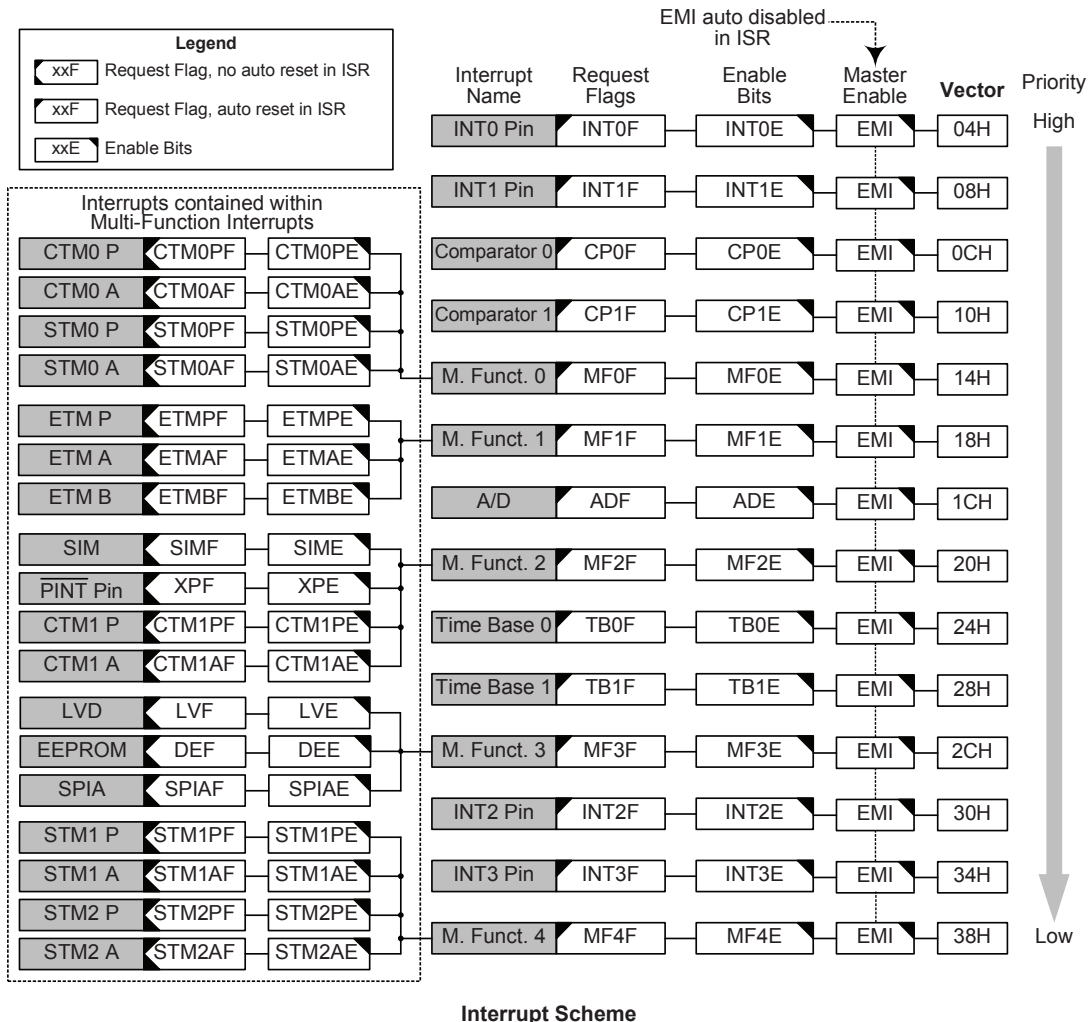 EMI auto disabled
in ISR
Legend
xxF Request Flag, no auto reset in ISR
xxF Request Flag, auto reset in ISR
xxE Enable Bits
Interrupt Name Request Flags Enable Bits Master Enable Vector Priority
High
INT0 Pin INT0F INT0E EMI 04H
INT1 Pin INT1F INT1E EMI 08H
Interrupts contained within
Multi-Function Interrupts
CTM0 P CTM0PF CTM0PE
Comparator 0 CP0F CP0E EMI 0CH
CTM0 A CTM0AF CTM0AE
STM0 P STM0PF STM0PE
Comparator 1 CP1F CP1E EMI 10H
STM0 A STM0AF STM0AE
M. Funct. 0 MF0F MF0E EMI 14H
ETM P ETMPF ETMPE
M. Funct. 1 MF1F MF1E EMI 18H
ETM A ETMAF ETMAE
ETM B ETMBF ETMBE
A/D ADF ADE EMI 1CH
SIM SIMF SIME
M. Funct. 2 MF2F MF2E EMI 20H
PINT Pin XPF XPE
CTM1 P CTM1PF CTM1PE
Time Base 0 TB0F TB0E EMI 24H
CTM1 A CTM1AF CTM1AE
Time Base 1 TB1F TB1E EMI 28H
LVD LVF LVE
EEPROM DEF DEE
M. Funct. 3 MF3F MF3E EMI 2CH
SPIA SPIAF SPIAE
INT2 Pin INT2F INT2E EMI 30H
STM1 P STM1PF STM1PE
STM1 A STM1AF STM1AE
INT3 Pin INT3F INT3E EMI 34H
STM2 P STM2PF STM2PE
STM2 A STM2AF STM2AE
M. Funct. 4 MF4F MF4E EMI 38H
Low
Interrupt Scheme